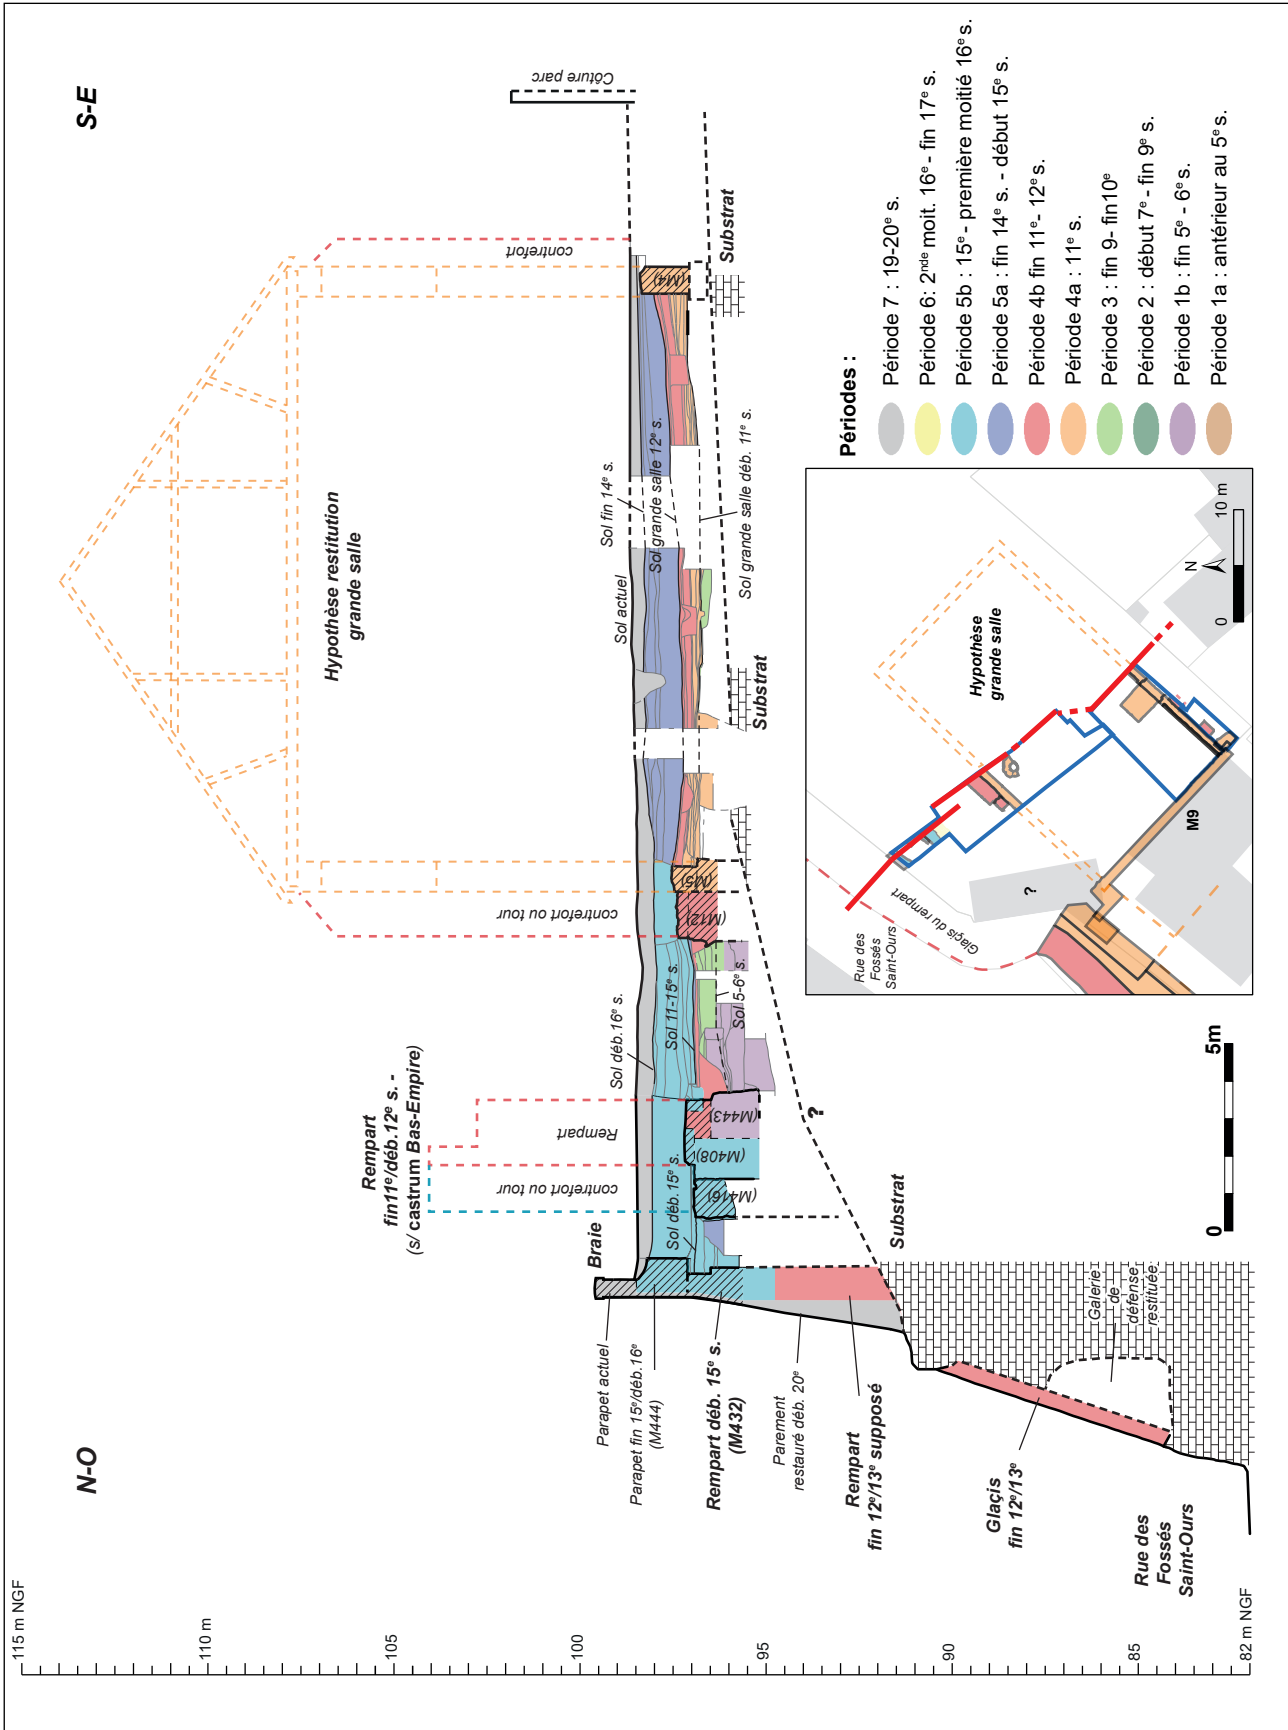 N-O
S-E
115 m NGF
110 m
105
100
95
90
85
82 m NGF
Hypothèse restitution
grande salle
contrefort
Côture parc
contrefort ou tour
Rempart
fin11e/déb.12e s. -
(s/ castrum Bas-Empire)
Rempart
contrefort ou tour
Braie
Parapet actuel
Parapet fin 15e/déb.16e
(M444)
Rempart déb. 15e s.
(M432)
Parement
restauré déb. 20e
Rempart
fin 12e/13e supposé
Glaçis
fin 12e/13e
Rue des
Fossés
Saint-Ours
Sol déb.16e s.
Sol déb. 15e s.
Sol 11-15e s.
Sol 5-6e s.
Sol actuel
Sol fin 14e s.
Sol grande salle 12e s.
Sol grande salle déb. 11e s.
(M416)
(M408)
(M443)
(M12)
(M5)
(M4)
Substrat
Substrat
Substrat
?
Galerie
de
défense
restituée
0
5m
Périodes :
Période 7 : 19-20e s.
Période 6: 2nde moit. 16e - fin 17e s.
Période 5b : 15e - première moitié 16e s.
Période 5a : fin 14e s. - début 15e s.
Période 4b fin 11e- 12e s.
Période 4a : 11e s.
Période 3 : fin 9- fin10e
Période 2 : début 7e - fin 9e s.
Période 1b : fin 5e - 6e s.
Période 1a : antérieur au 5e s.
Rue des
Fossés
Saint-Ours
Glaçis du rempart
?
Hypothèse
grande salle
M9
N
0
10 m